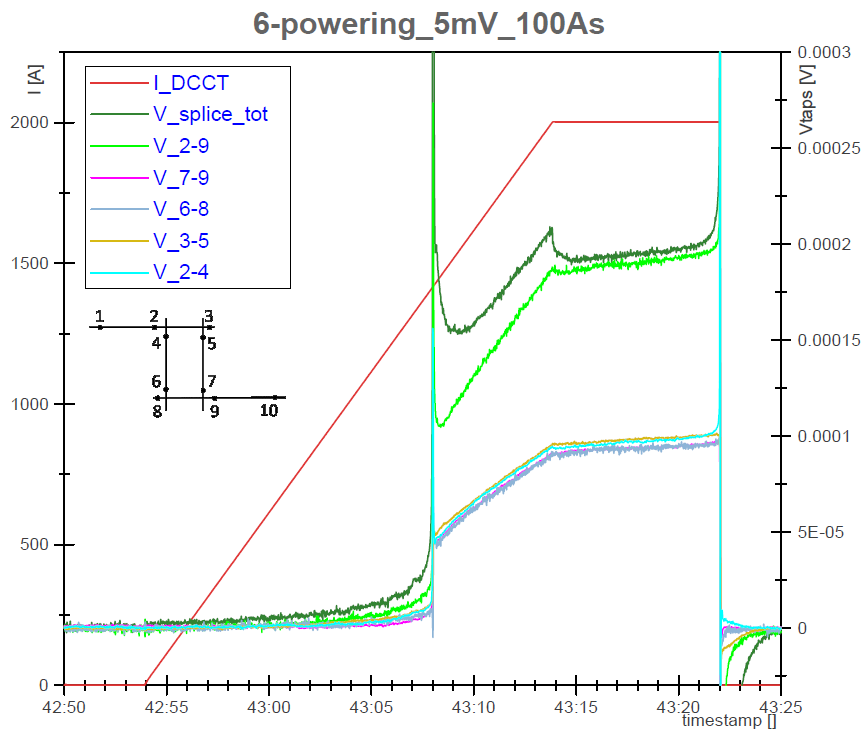 6-powering_5mV_100As
I [A]
Vtaps [V]
I_DCCT
V_splice_tot
V_2-9
V_7-9
V_6-8
V_3-5
V_2-4
2000
1500
1000
500
0
0.0003
0.00025
0.0002
0.00015
0.0001
5E-05
0
1 2 3
4 5
6 7
8 9 10
42:50 42:55 43:00 43:05 43:10 43:15 43:20 43:25
timestamp []